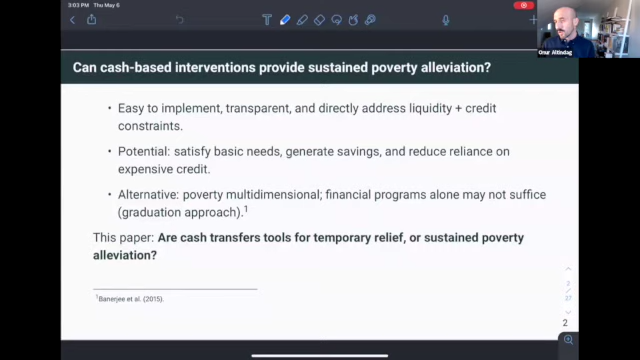 3:03 PM Thu May 6
Onur Altindag
Can cash-based interventions provide sustained poverty alleviation?
• Easy to implement, transparent, and directly address liquidity + credit
constraints.
• Potential: satisfy basic needs, generate savings, and reduce reliance on
expensive credit.
• Alternative: poverty multidimensional; financial programs alone may not suffice
(graduation approach).1
This paper: Are cash transfers tools for temporary relief, or sustained poverty
alleviation?
1Banerjee et al. (2015).
2
/
37
2